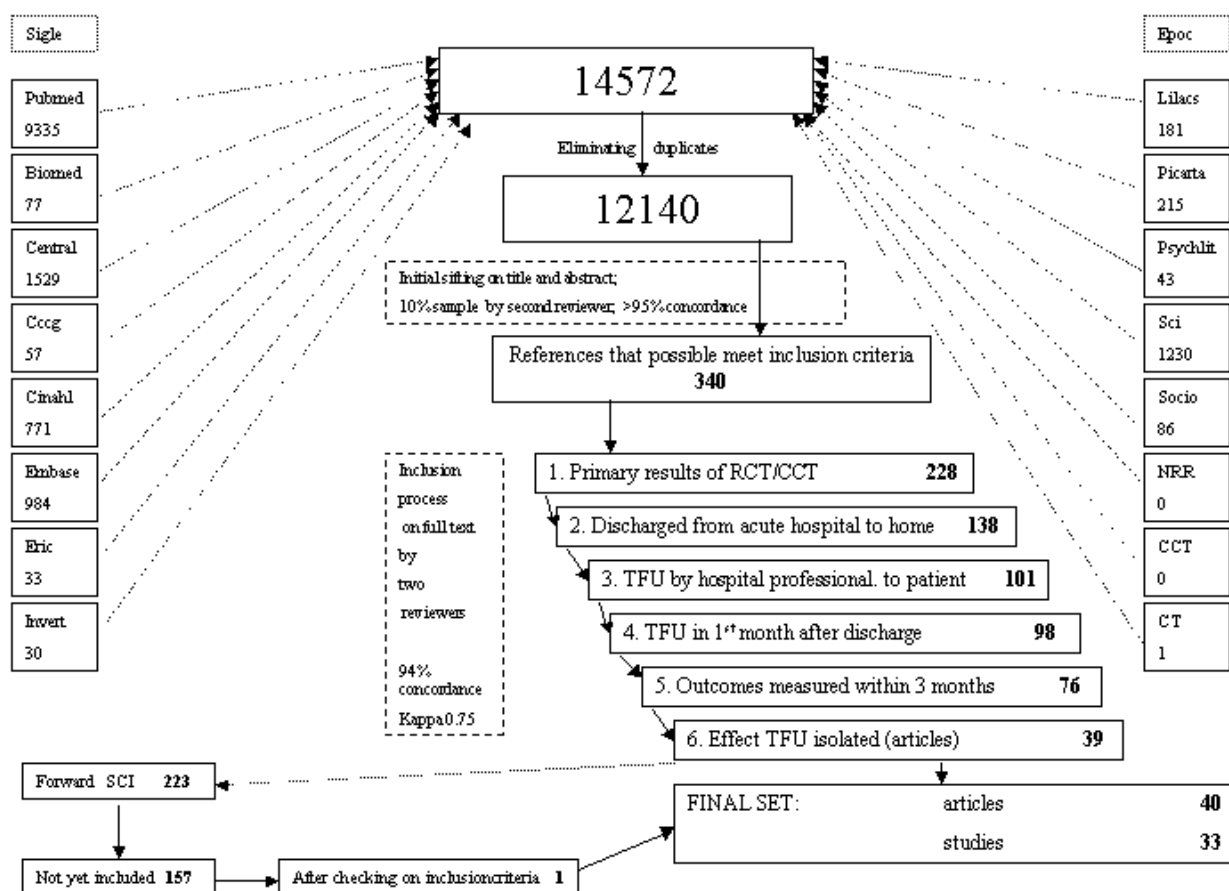 Sigle
Pubmed
9335
Biomed
77
Central
1529
Cccg
57
Cinahl
771
Embase
984
Eric
33
Invert
30
14572
Eliminating duplicates
12140
Initial sifting on title and abstract;
10% sample by second reviewer; >95% concordance
References that possible meet inclusion criteria
340
Inclusion
process
on full text
by
two
reviewers
94%
concordance
Kappa 0.75
1. Primary results of RCT/CCT 228
2. Discharged from acute hospital to home 138
3. TFU by hospital professional. to patient 101
4. TFU in 1st month after discharge 98
5. Outcomes measured within 3 months 76
6. Effect TFU isolated (articles) 39
Forward SCI 223
Not yet included 157
After checking on inclusioncriteria 1
FINAL SET: articles 40
studies 33
Epoc
Lilacs
181
Picarta
215
Psychlit
43
Sci
1230
Socio
86
NRR
0
CCT
0
CT
1